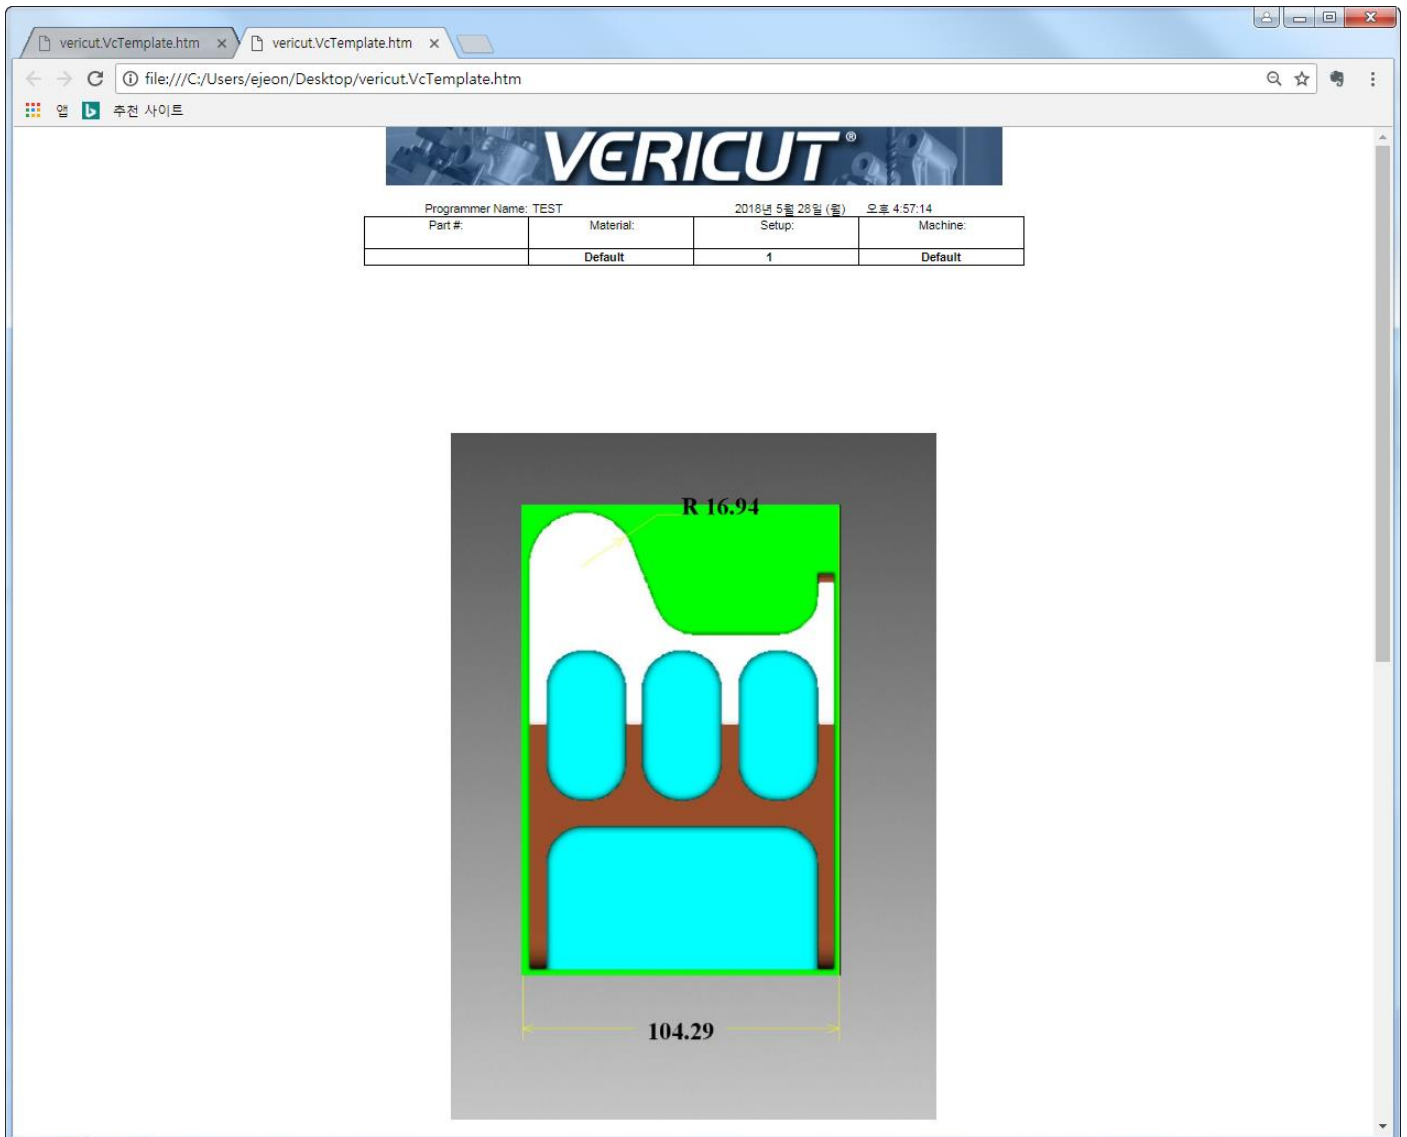 vericut.VcTemplate.htm
vericut.VcTemplate.htm
file:///C:/Users/ejeon/Desktop/vericut.VcTemplate.htm
앱
추천 사이트
VERICUT®
Programmer Name: TEST 2018년 5월 28일 (월) 오후 4:57:14
Part #: Material: Setup: Machine:
Default 1 Default
R 16.94
104.29